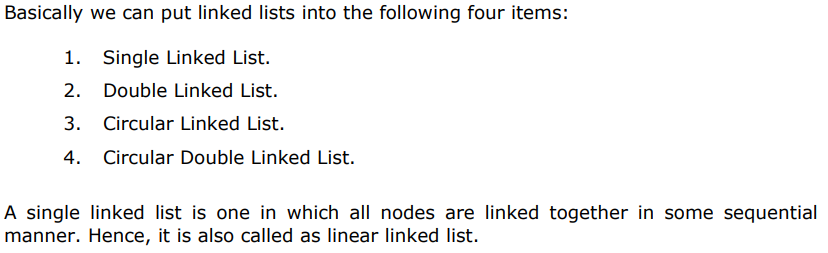 Basically we can put linked lists into the following four items:
1. Single Linked List.
2. Double Linked List.
3. Circular Linked List.
4. Circular Double Linked List.
A single linked list is one in which all nodes are linked together in some sequential
manner. Hence, it is also called as linear linked list.